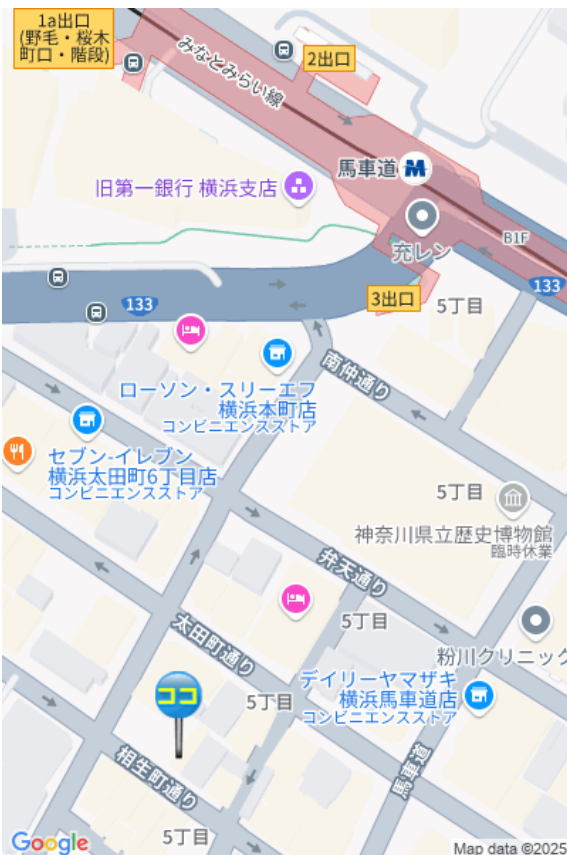 1a出口
(野毛・桜木
町口・階段)
2出口
みなとみらい線
馬車道
旧第一銀行 横浜支店
充レン
B1F
133
133
3出口
5丁目
南仲通り
ローソン・スリーエフ
横浜本町店
コンビニエンスストア
セブン-イレブン
横浜太田町6丁目店
コンビニエンスストア
5丁目
神奈川県立歴史博物館
臨時休業
弁天通り
5丁目
太田町通り
粉川クリニック
デイリーヤマザキ
横浜馬車道店
コンビニエンスストア
ココ
5丁目
馬車道
相生町通り
5丁目
Google
Map data ©2025